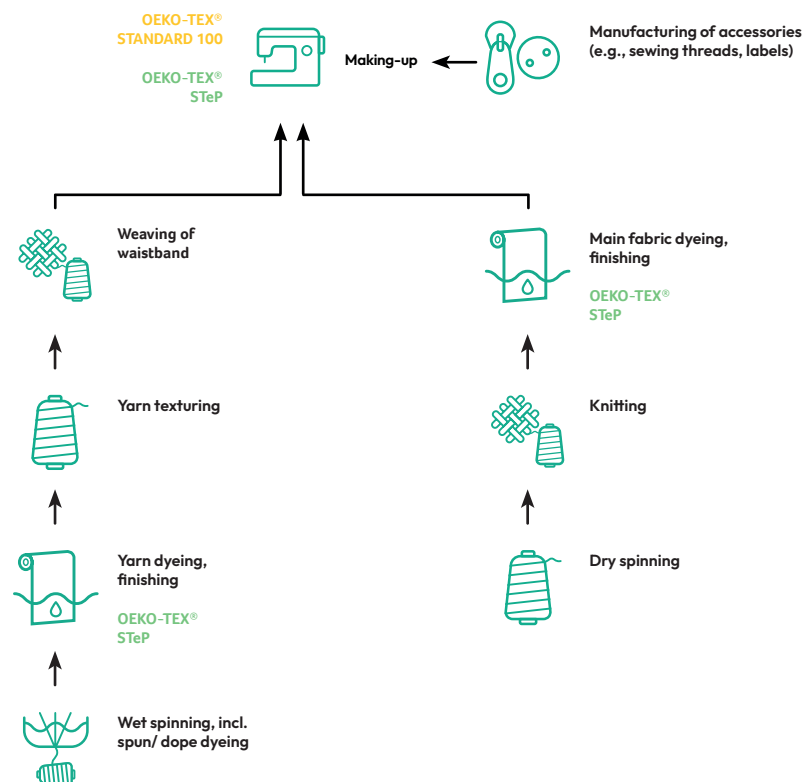 OEKO-TEX®
STANDARD 100
OEKO-TEX®
STeP
Making-up
Manufacturing of accessories
(e.g., sewing threads, labels)
Weaving of
waistband
Main fabric dyeing,
finishing
OEKO-TEX®
STeP
Yarn texturing
Knitting
Yarn dyeing,
finishing
OEKO-TEX®
STeP
Dry spinning
Wet spinning, incl.
spun/ dope dyeing